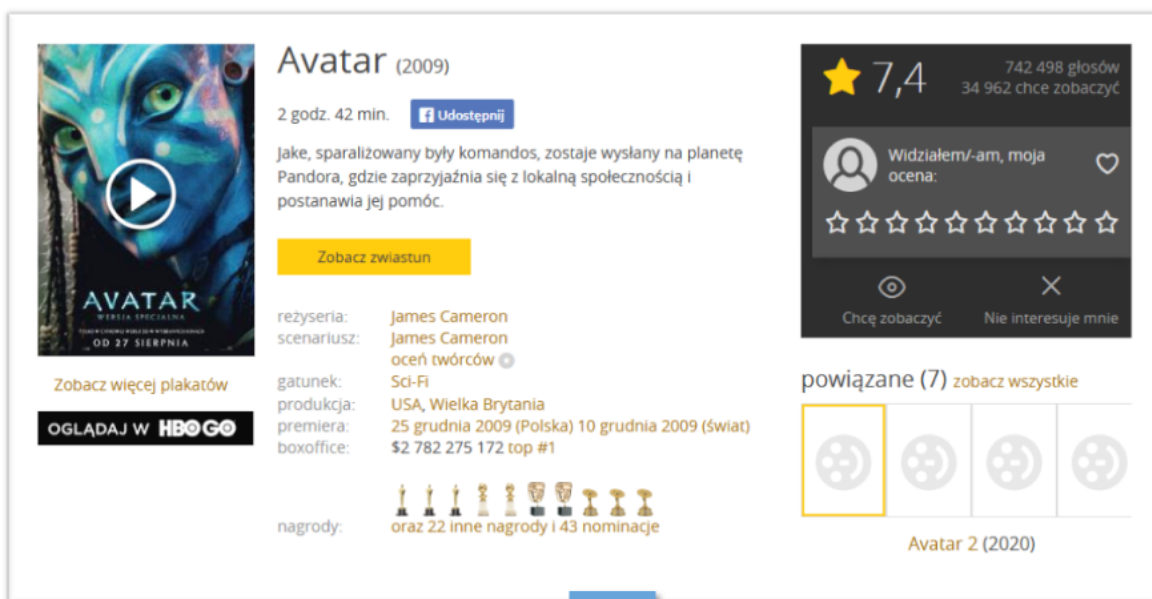 AVATAR
WERSJA SPECJALNA
OD 27 SIERPNIA
Zobacz więcej plakatów
OGLĄDAJ W HBO GO
Avatar (2009)
2 godz. 42 min.
f Udostępnij
Jake, sparaliżowany były komandos, zostaje wysłany na planetę
Pandora, gdzie zaprzyjaźnia się z lokalną społecznością i
postanawia jej pomóc.
Zobacz zwiastun
reżyseria: James Cameron
scenariusz: James Cameron
oceń twórców
gatunek: Sci-Fi
produkcja: USA, Wielka Brytania
premiera: 25 grudnia 2009 (Polska) 10 grudnia 2009 (świat)
boxoffice: $2 782 275 172 top #1
nagrody: oraz 22 inne nagrody i 43 nominacje
7,4
742 498 głosów
34 962 chce zobaczyć
Widziałem/-am, moja
ocena:
Chcę zobaczyć
Nie interesuje mnie
powiązane (7) zobacz wszystkie
Avatar 2 (2020)